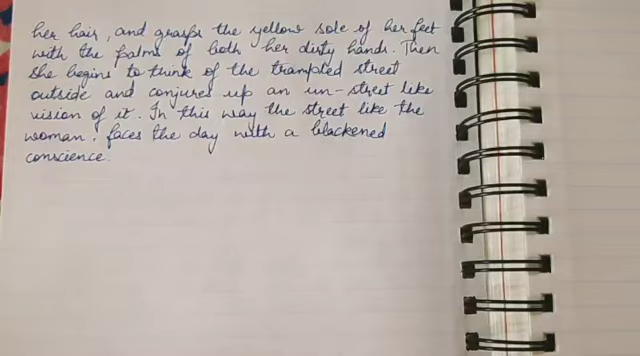 her hair, and grasps the yellow sole of her feet
with the palms of both her dirty hands. Then
she begins to think of the trampled street
outside and conjures up an un-street like
vision of it. In this way the street like the
woman, faces the day with a blackened
conscience.